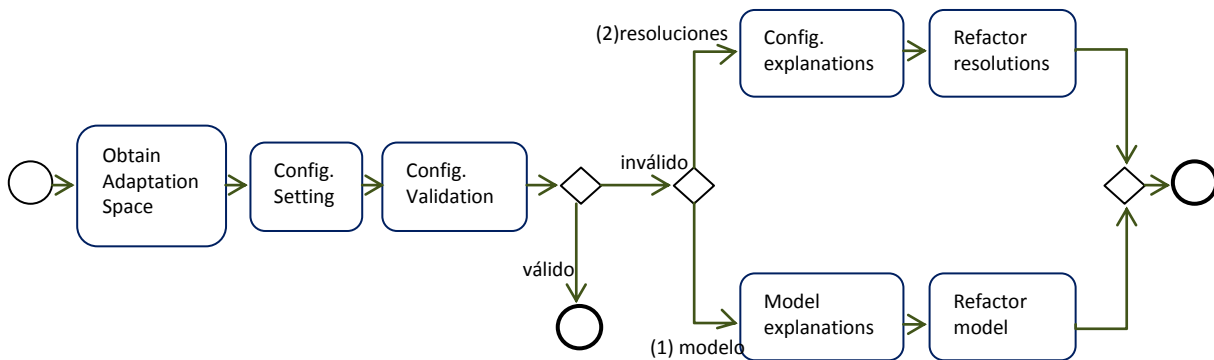 (2)resoluciones
Config.
explanations
Refactor
resolutions
Obtain
Adaptation
Space
Config.
Setting
Config.
Validation
inválido
válido
Model
explanations
Refactor
model
(1) modelo